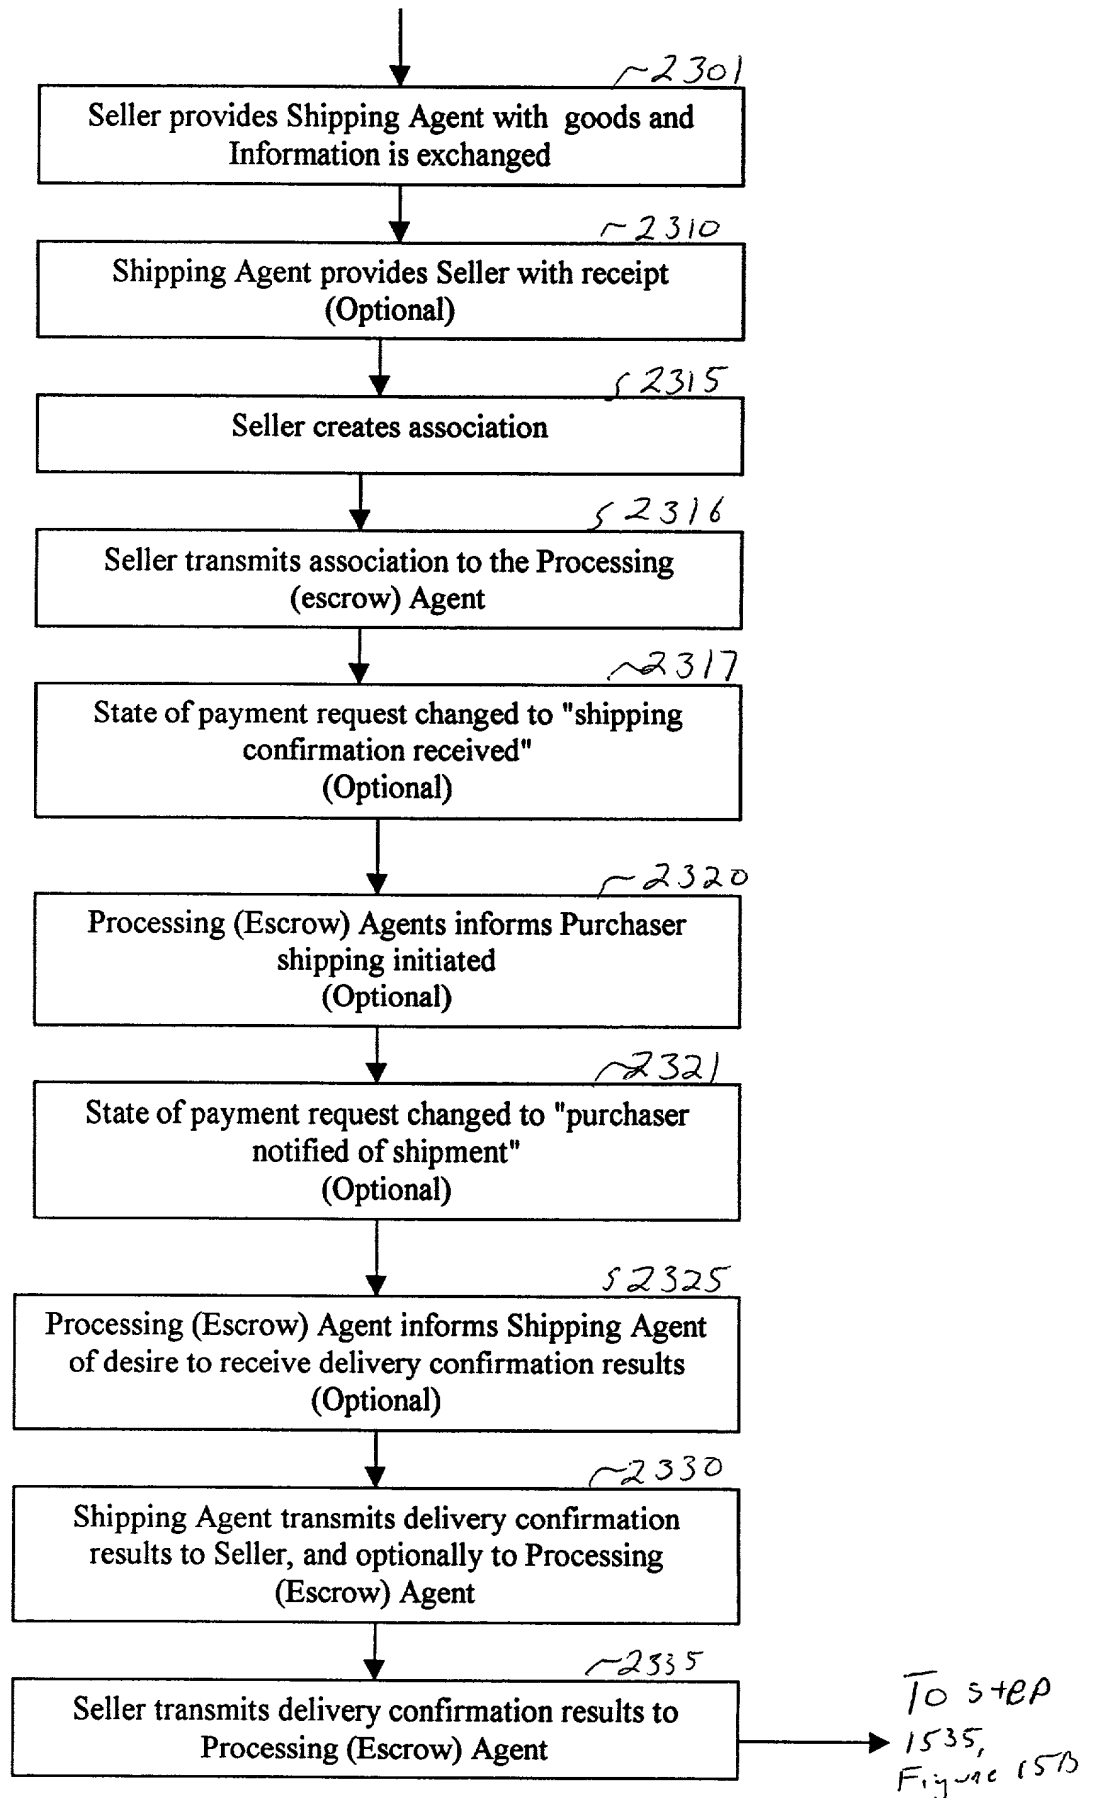 2301
Seller provides Shipping Agent with goods and
Information is exchanged
2310
Shipping Agent provides Seller with receipt
(Optional)
2315
Seller creates association
2316
Seller transmits association to the Processing
(escrow) Agent
2317
State of payment request changed to "shipping
confirmation received"
(Optional)
2320
Processing (Escrow) Agents informs Purchaser
shipping initiated
(Optional)
2321
State of payment request changed to "purchaser
notified of shipment"
(Optional)
2325
Processing (Escrow) Agent informs Shipping Agent
of desire to receive delivery confirmation results
(Optional)
2330
Shipping Agent transmits delivery confirmation
results to Seller, and optionally to Processing
(Escrow) Agent
2335
Seller transmits delivery confirmation results to
Processing (Escrow) Agent
To step
1535,
Figure 15B